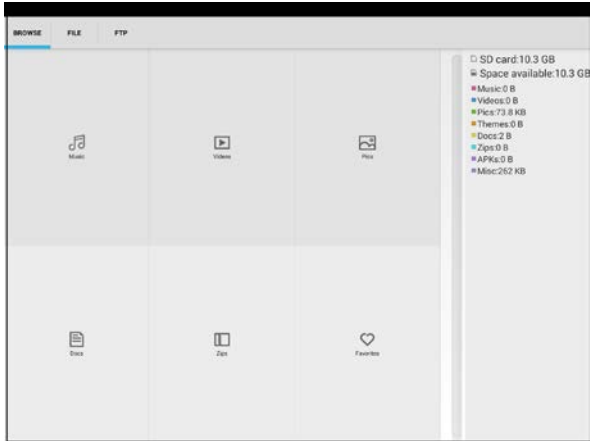 BROWSE FILE FTP
SD card:10.3 GB
Space available:10.3 GB
Music:0 B
Videos:0 B
Pics:73.8 KB
Themes:0 B
Docs:2 B
Zips:0 B
APKs:0 B
Misc:262 KB
Music Videos Pics
Docs Zips Favorites